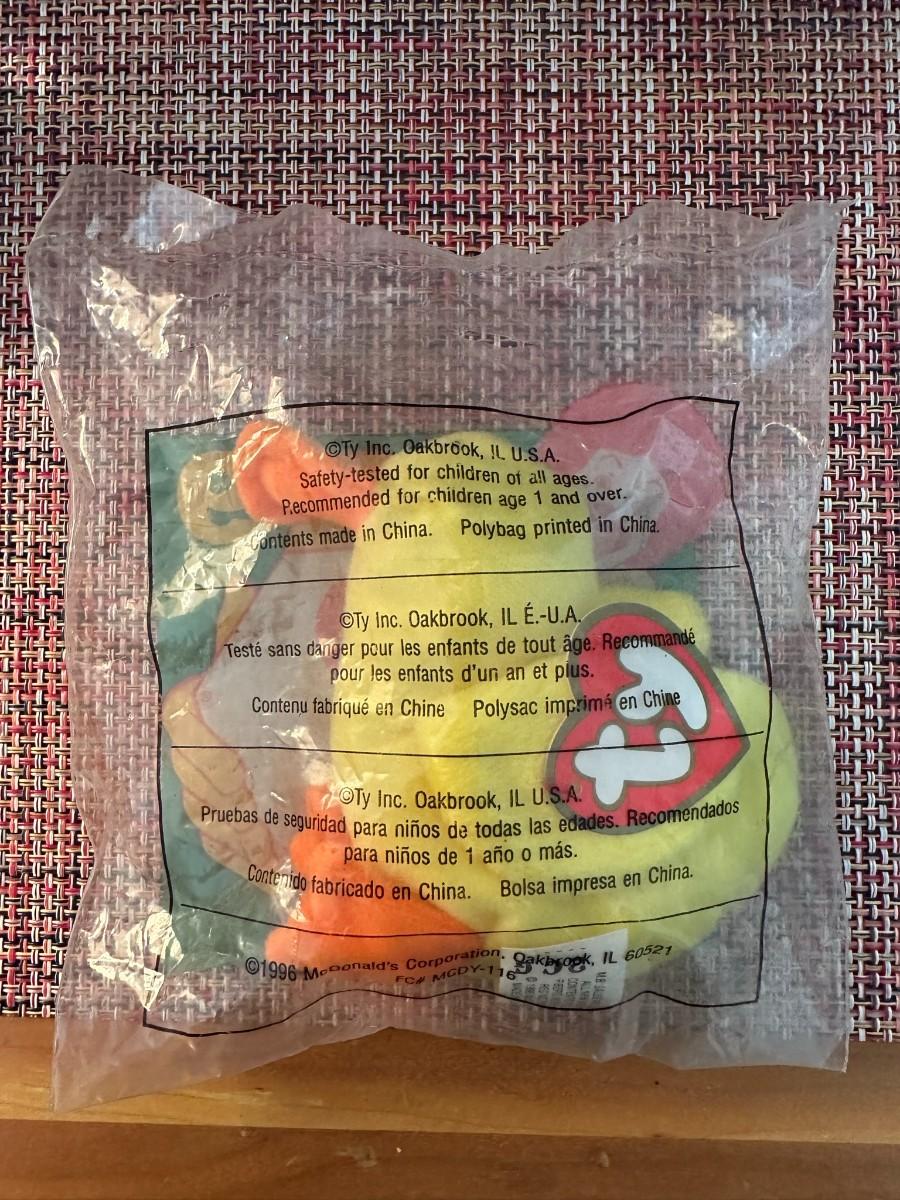 ©Ty Inc. Oakbrook, IL U.S.A.
Safety-tested for children of all ages.
Recommended for children age 1 and over.
Contents made in China. Polybag printed in China.
©Ty Inc. Oakbrook, IL É.-U.A.
Testé sans danger pour les enfants de tout âge. Recommandé
pour les enfants d'un an et plus.
Contenu fabriqué en Chine Polysac imprimé en Chine
ty
©Ty Inc. Oakbrook, IL U.S.A.
Pruebas de seguridad para niños de todas las edades. Recomendados
para niños de 1 año o más.
Contenido fabricado en China. Bolsa impresa en China.
©1996 McDonald's Corporation, Oakbrook, IL 60521
FC# MCDY-116